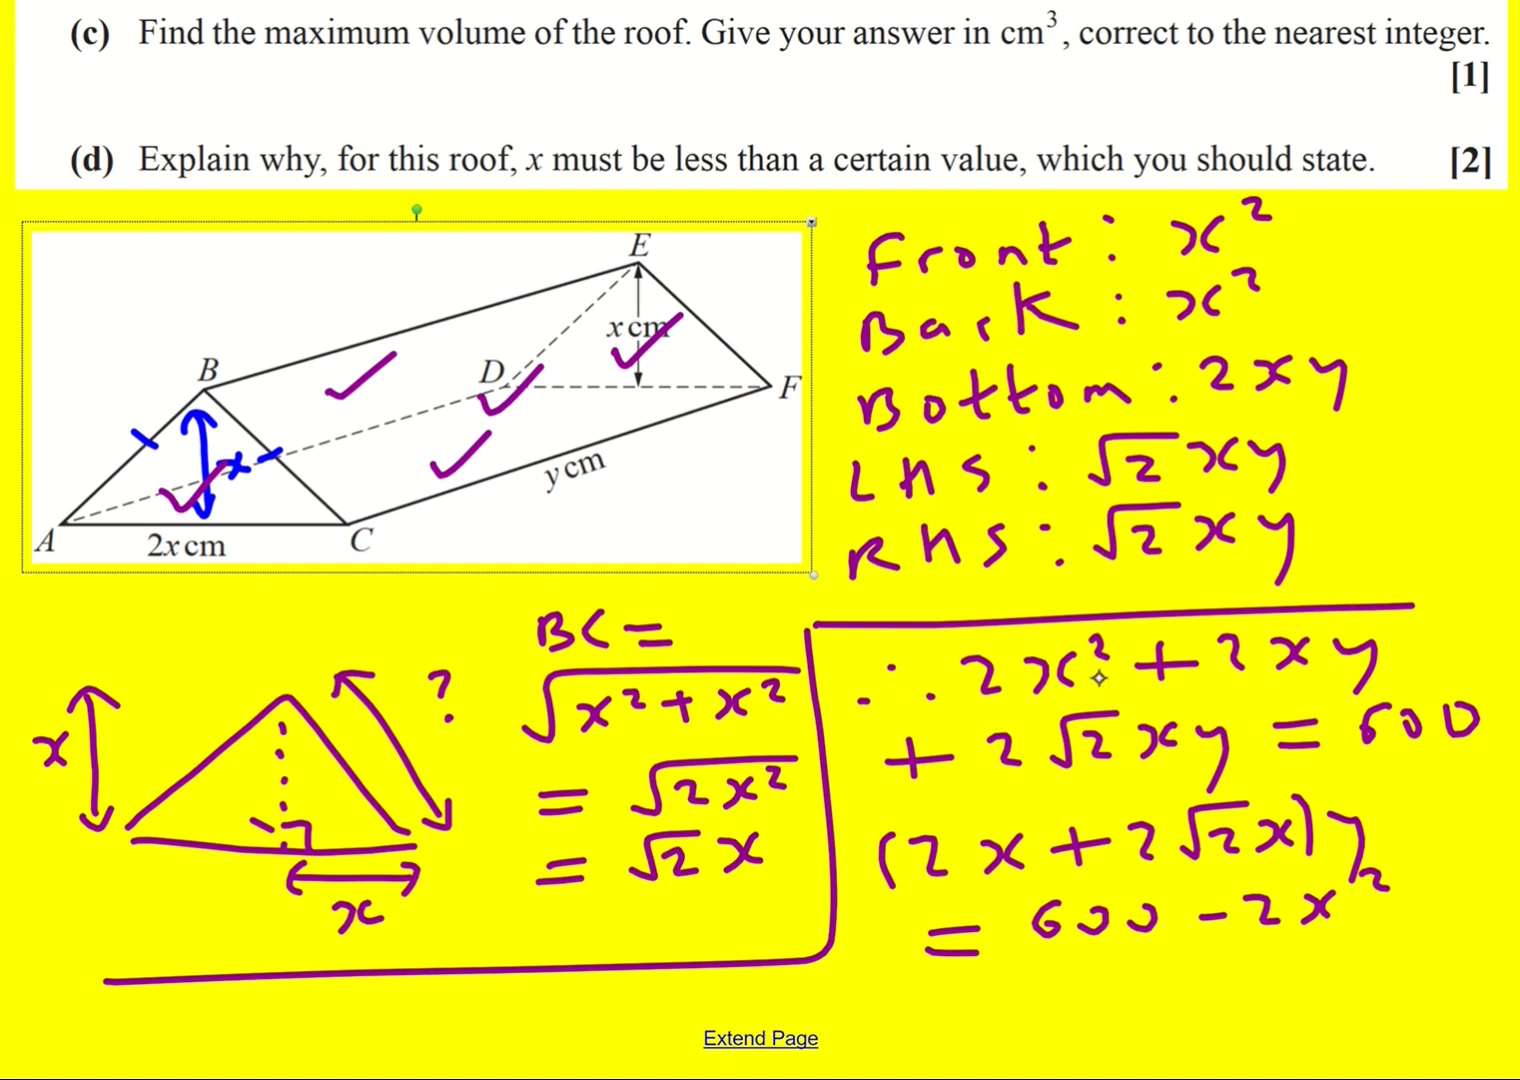 (c) Find the maximum volume of the roof. Give your answer in cm³, correct to the nearest integer.
[1]
(d) Explain why, for this roof, x must be less than a certain value, which you should state. [2]
E
x cm
B
D
F
x
y cm
A
2x cm
C
Front : x²
Back : x²
Bottom : 2xy
LHS : √2 xy
RHS : √2 xy
BC =
√x² + x²
= √2x²
= √2 x
x
?
x
∴ 2x² + 2xy
+ 2√2 xy = 600
(2x + 2√2 x) y
= 600 - 2x²
Extend Page